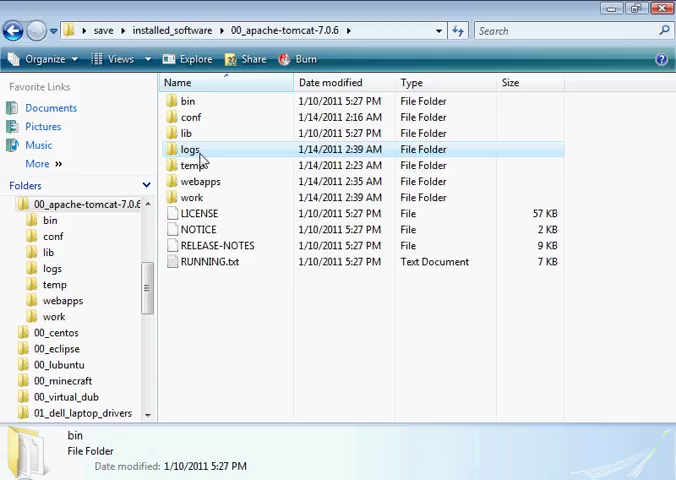 save installed_software 00_apache-tomcat-7.0.6 Search
Organize Views Explore Share Burn
Favorite Links
Documents
Pictures
Music
More »
Folders
00_apache-tomcat-7.0.6
bin
conf
lib
logs
temp
webapps
work
00_centos
00_eclipse
00_lubuntu
00_minecraft
00_virtual_dub
01_dell_laptop_drivers
Name Date modified Type Size
bin 1/10/2011 5:27 PM File Folder
conf 1/14/2011 2:16 AM File Folder
lib 1/10/2011 5:27 PM File Folder
logs 1/14/2011 2:39 AM File Folder
temp 1/14/2011 2:23 AM File Folder
webapps 1/14/2011 2:35 AM File Folder
work 1/14/2011 2:39 AM File Folder
LICENSE 1/10/2011 5:27 PM File 57 KB
NOTICE 1/10/2011 5:27 PM File 2 KB
RELEASE-NOTES 1/10/2011 5:27 PM File 9 KB
RUNNING.txt 1/10/2011 5:27 PM Text Document 7 KB
bin
File Folder
Date modified: 1/10/2011 5:27 PM